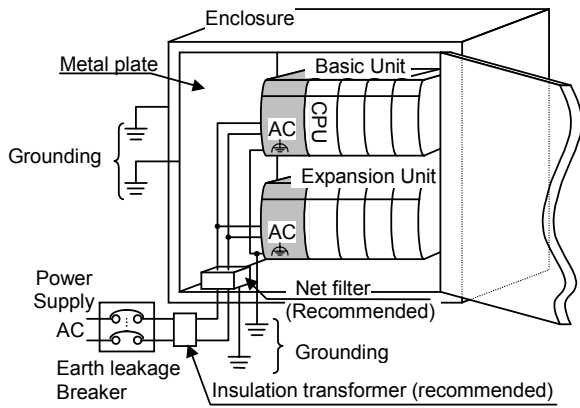 Enclosure
Metal plate
Basic Unit
AC
CPU
Grounding
Expansion Unit
AC
Power
Supply
AC
Net filter
(Recommended)
Grounding
Earth leakage
Breaker
Insulation transformer (recommended)